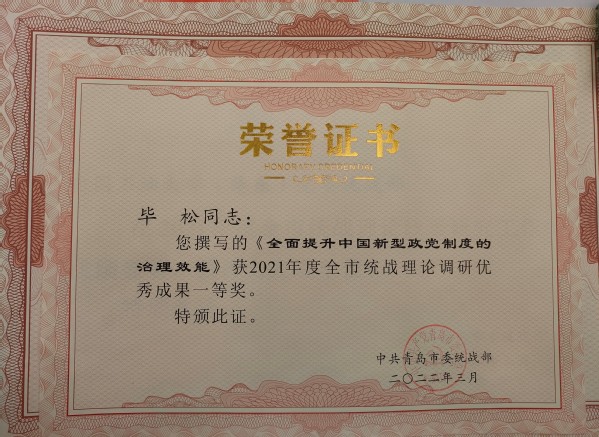 荣誉证书
HONORARY CREDENTIAL
毕 松同志：
您撰写的《全面提升中国新型政党制度的
治理效能》获2021年度全市统战理论调研优
秀成果一等奖。
特颁此证。
中共青岛市委统战部
二〇二二年三月